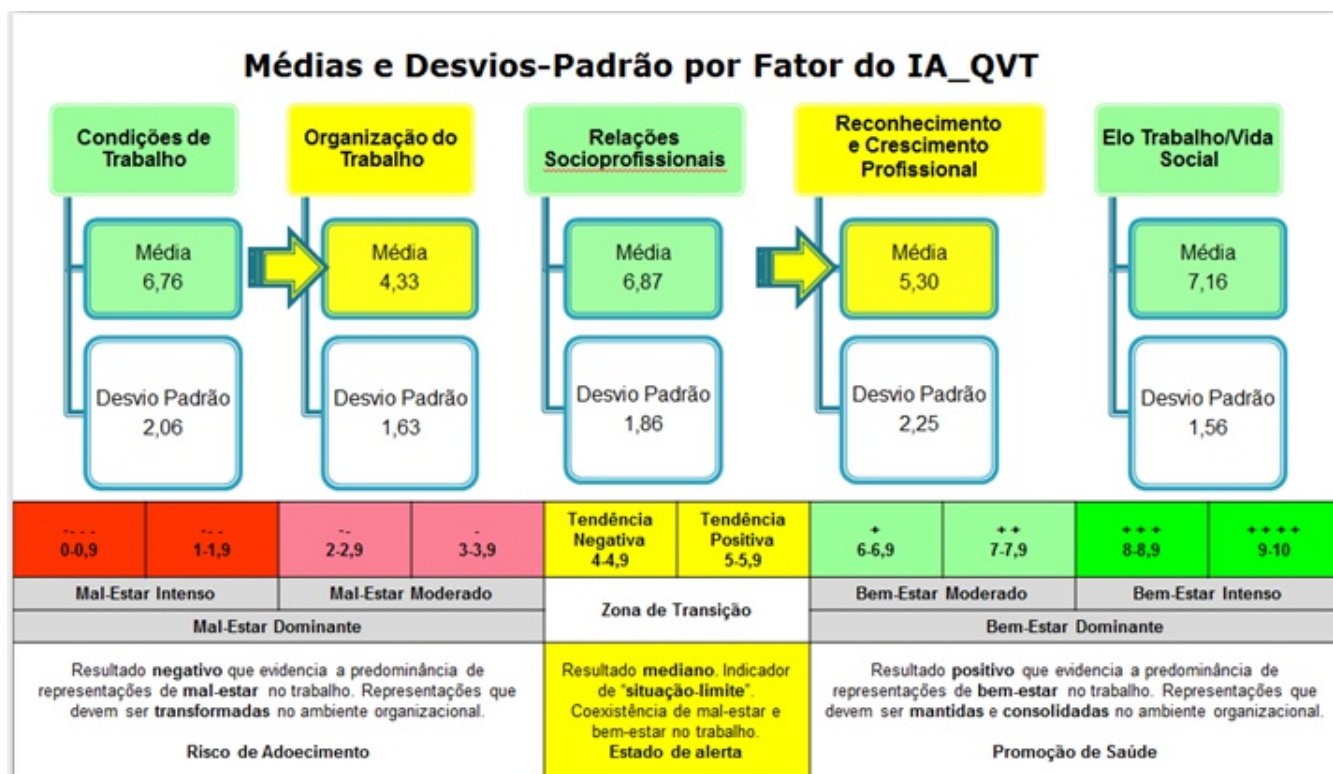 Médias e Desvios-Padrão por Fator do IA_QVT
Condições de
Trabalho
Organização do
Trabalho
Relações
Socioprofissionais
Reconhecimento
e Crescimento
Profissional
Elo Trabalho/Vida
Social
Média
6,76
Média
4,33
Média
6,87
Média
5,30
Média
7,16
Desvio Padrão
2,06
Desvio Padrão
1,63
Desvio Padrão
1,86
Desvio Padrão
2,25
Desvio Padrão
1,56
- - - -
0-0,9
- - -
1-1,9
- -
2-2,9
-
3-3,9
Tendência
Negativa
4-4,9
Tendência
Positiva
5-5,9
+
6-6,9
+ +
7-7,9
+ + +
8-8,9
+ + + +
9-10
Mal-Estar Intenso
Mal-Estar Moderado
Zona de Transição
Bem-Estar Moderado
Bem-Estar Intenso
Mal-Estar Dominante
Bem-Estar Dominante
Resultado negativo que evidencia a predominância de
representações de mal-estar no trabalho. Representações que
devem ser transformadas no ambiente organizacional.
Risco de Adoecimento
Resultado mediano. Indicador
de “situação-limite”.
Coexistência de mal-estar e
bem-estar no trabalho.
Estado de alerta
Resultado positivo que evidencia a predominância de
representações de bem-estar no trabalho. Representações que
devem ser mantidas e consolidadas no ambiente organizacional.
Promoção de Saúde